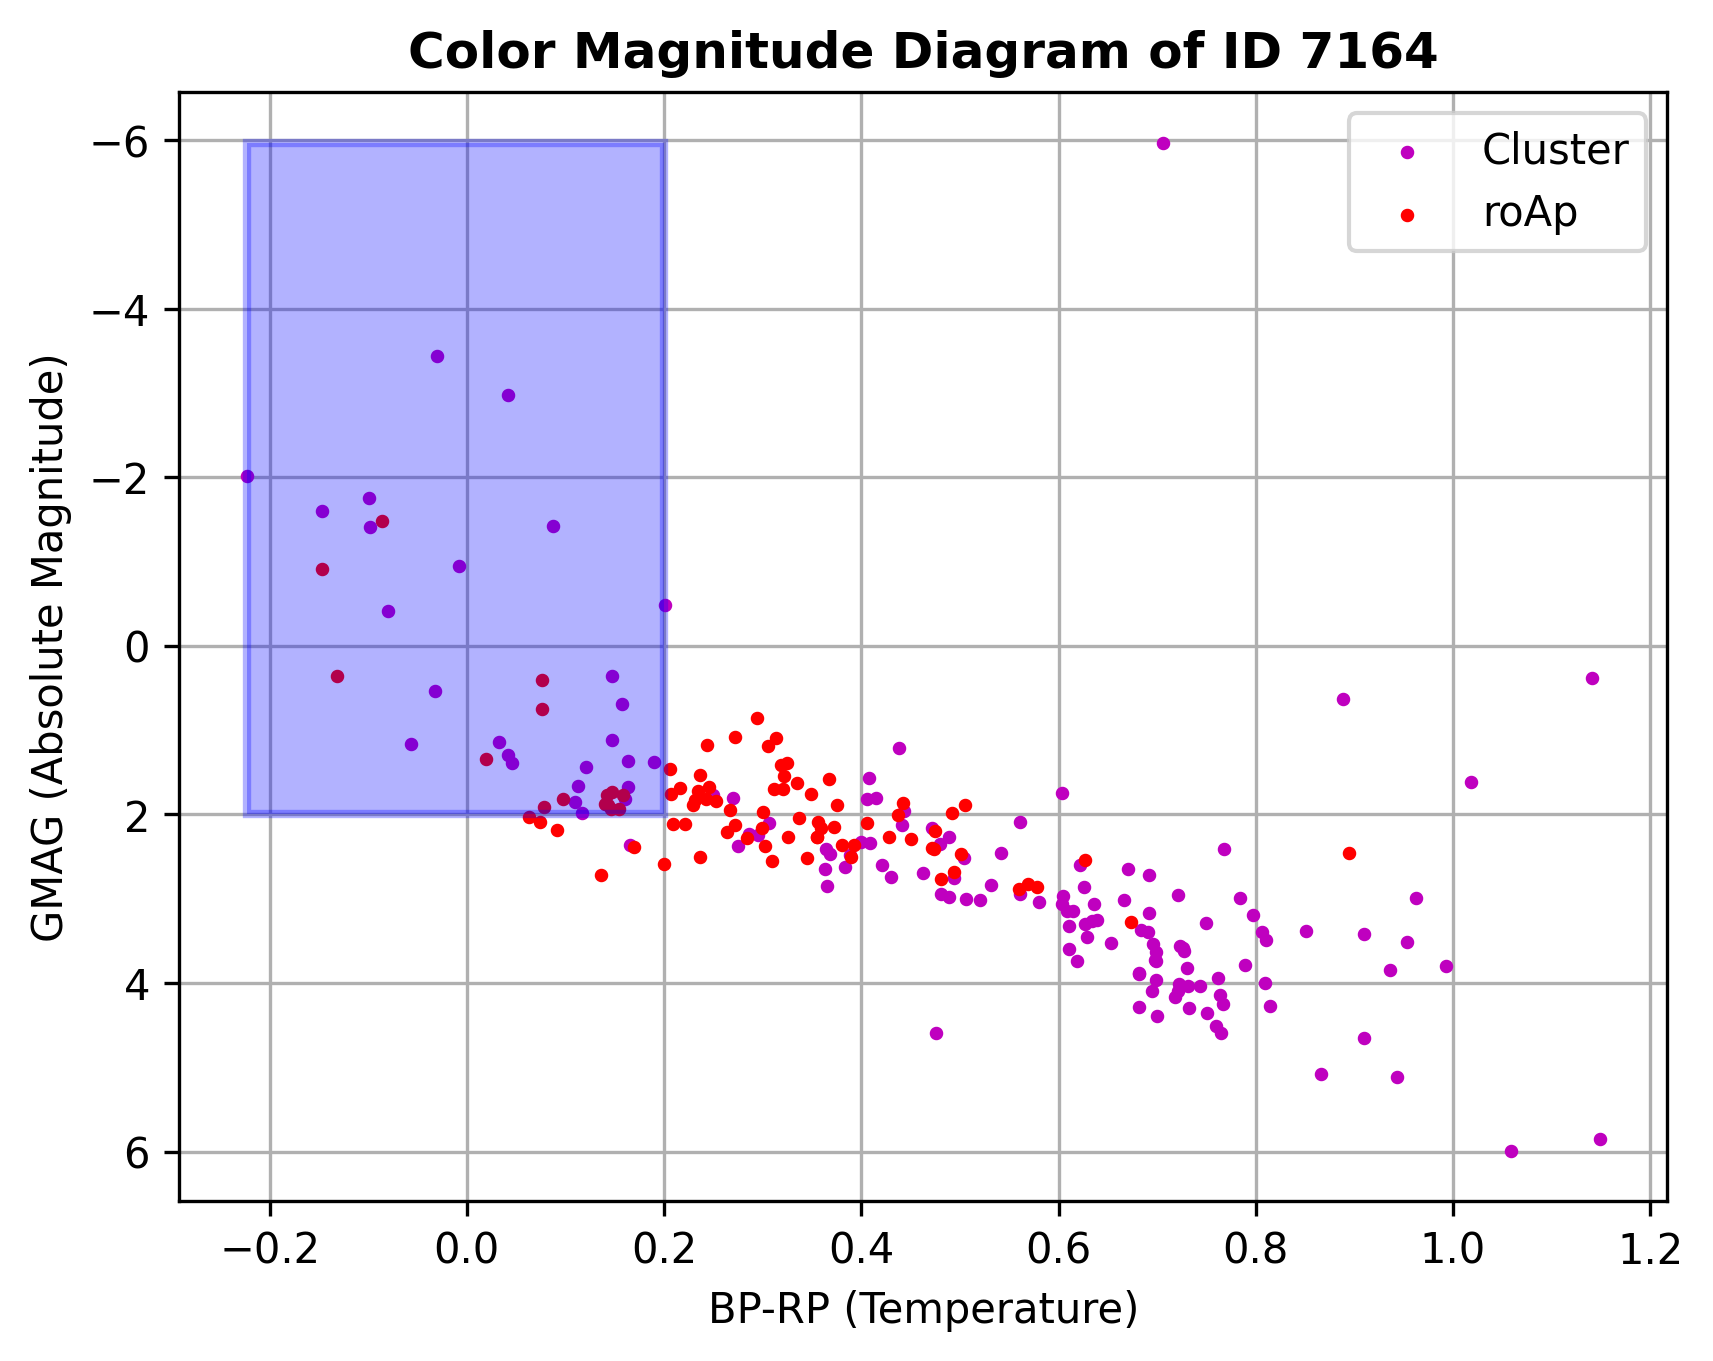 Color Magnitude Diagram of ID 7164
Cluster
roAp
GMAG (Absolute Magnitude)
−6
−4
−2
0
2
4
6
−0.2 0.0 0.2 0.4 0.6 0.8 1.0 1.2
BP-RP (Temperature)